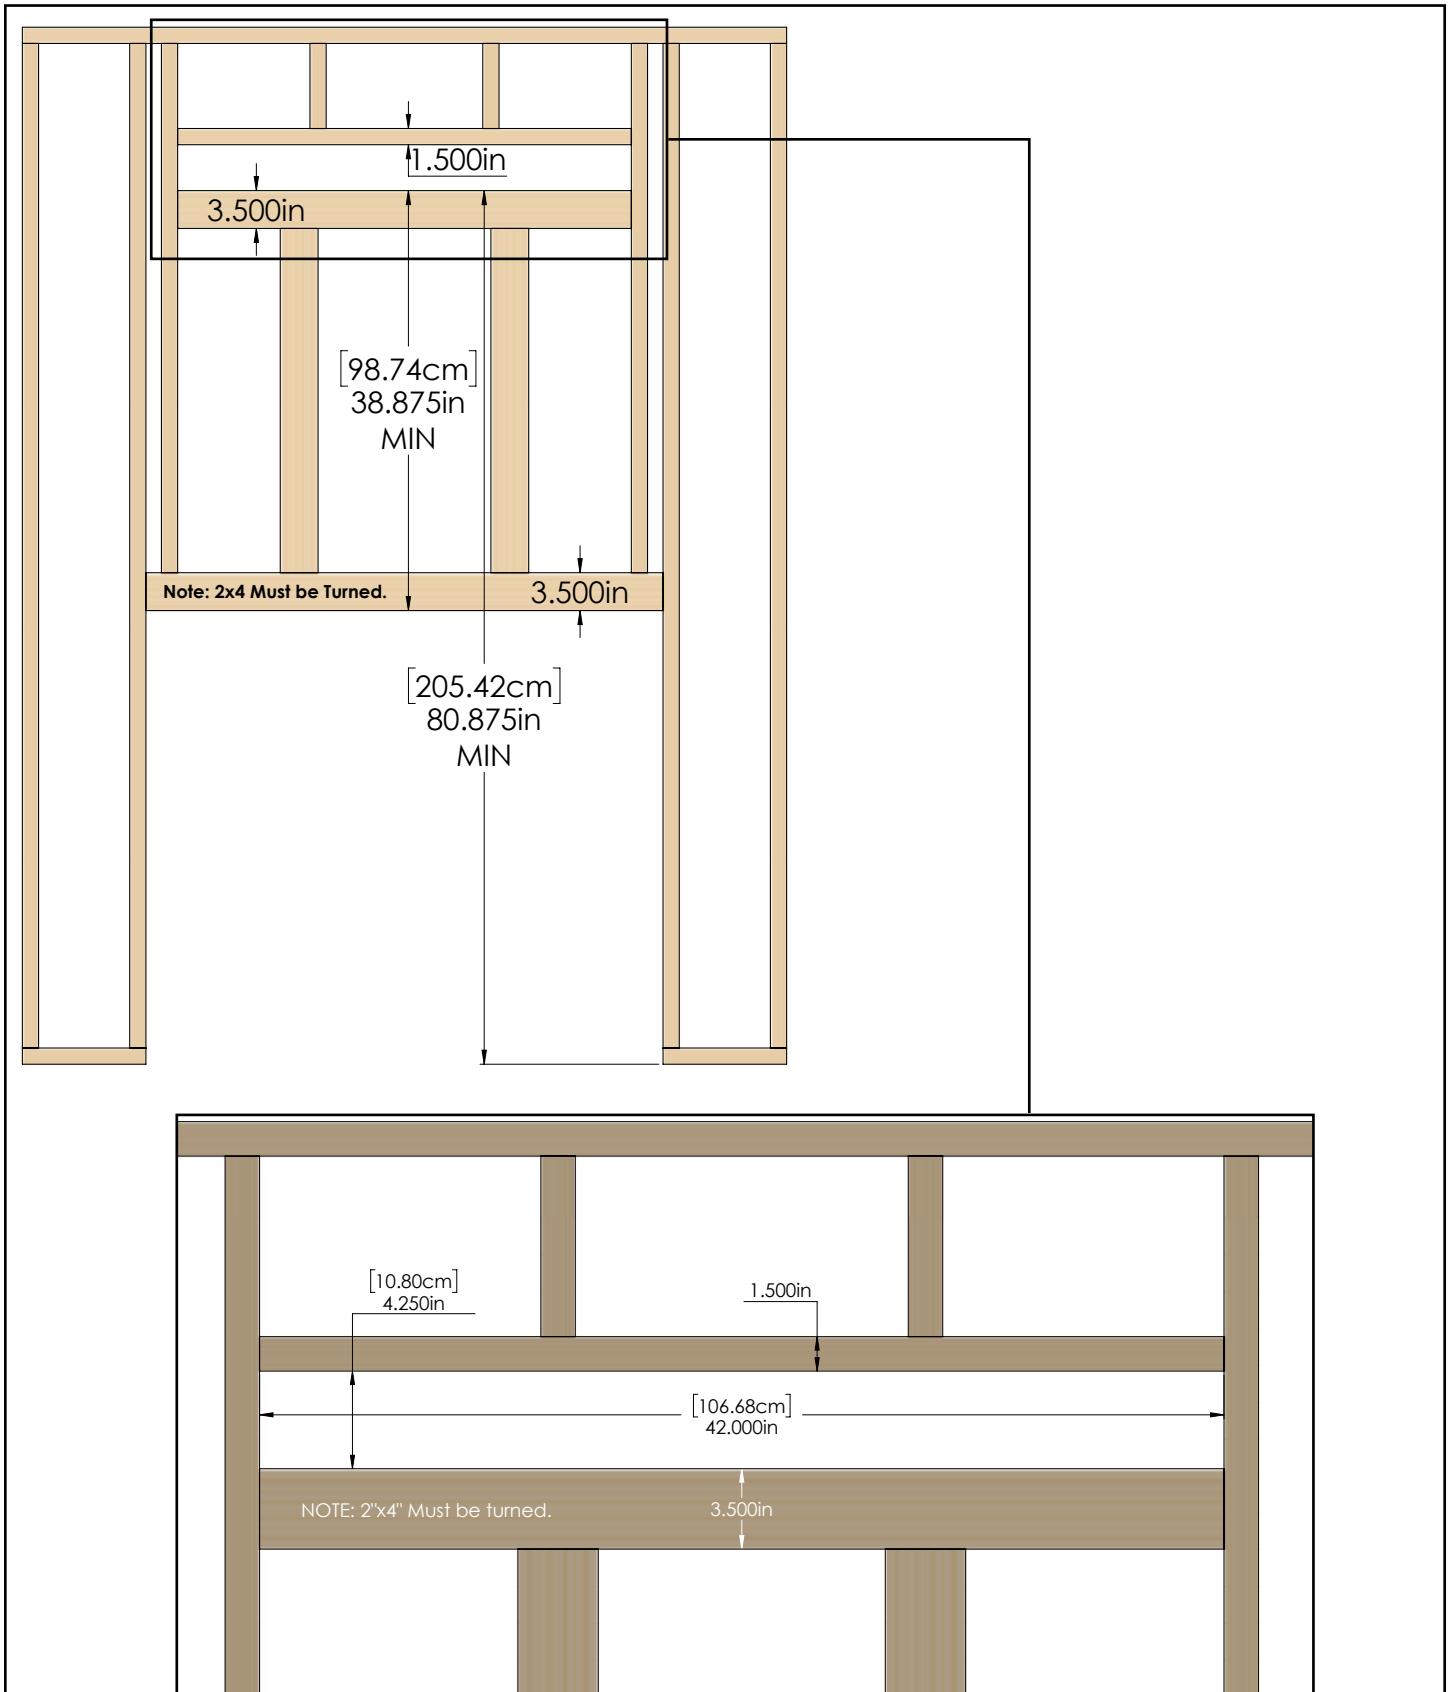 1.500in
3.500in
[98.74cm]
38.875in
MIN
Note: 2x4 Must be Turned.
3.500in
[205.42cm]
80.875in
MIN
[10.80cm]
4.250in
1.500in
[106.68cm]
42.000in
NOTE: 2"x4" Must be turned.
3.500in